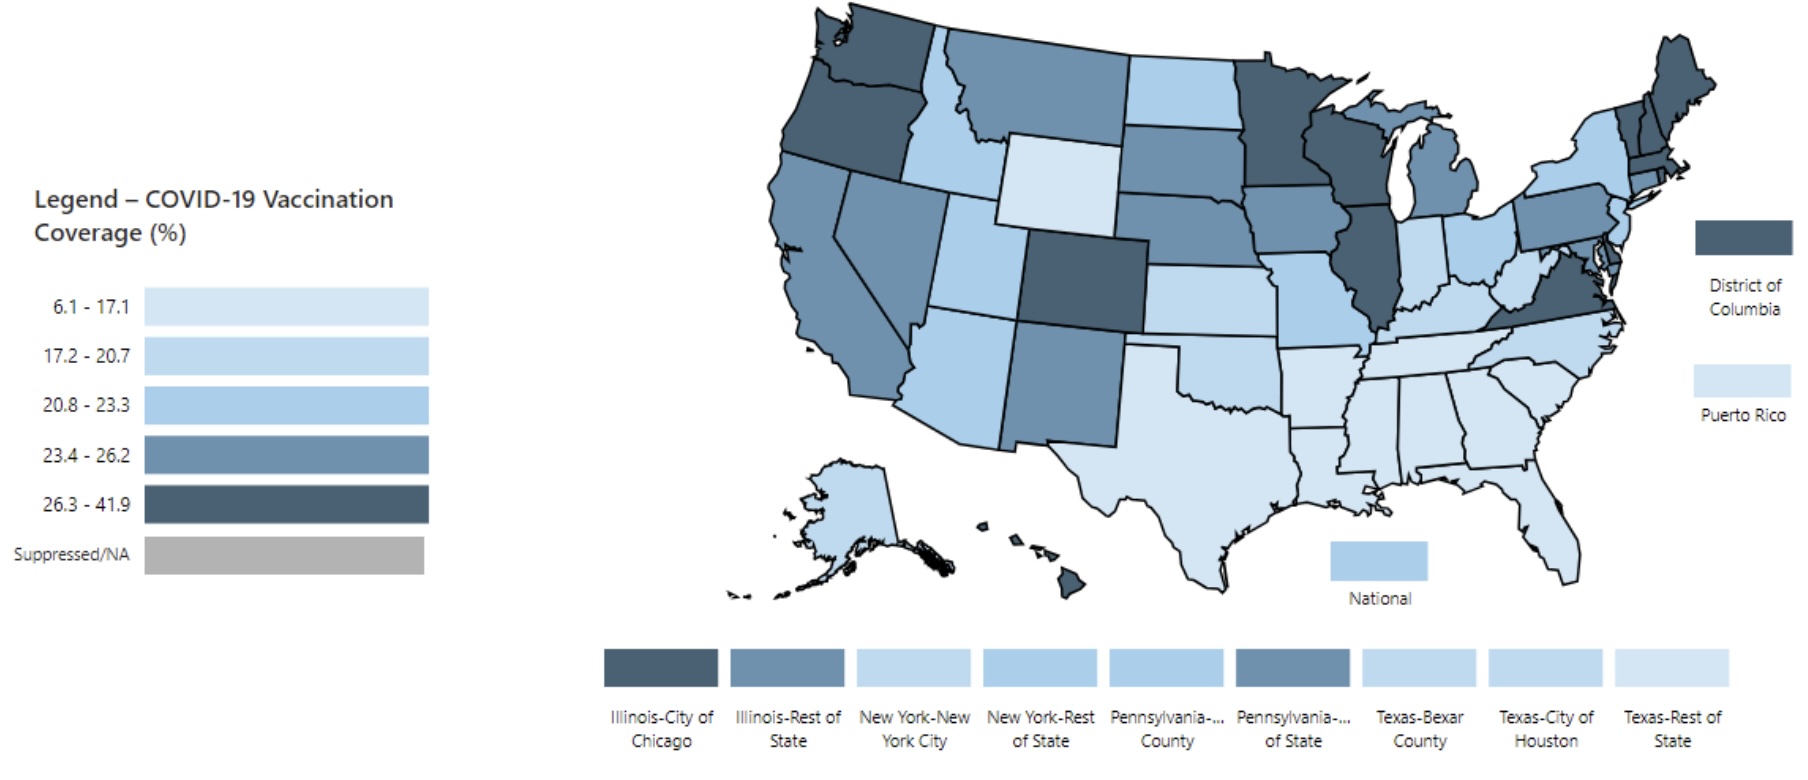 Legend – COVID-19 Vaccination
Coverage (%)
6.1 - 17.1
17.2 - 20.7
20.8 - 23.3
23.4 - 26.2
26.3 - 41.9
Suppressed/NA
District of
Columbia
Puerto Rico
National
Illinois-City of
Chicago
Illinois-Rest of
State
New York-New
York City
New York-Rest
of State
Pennsylvania-...
County
Pennsylvania-...
of State
Texas-Bexar
County
Texas-City of
Houston
Texas-Rest of
State